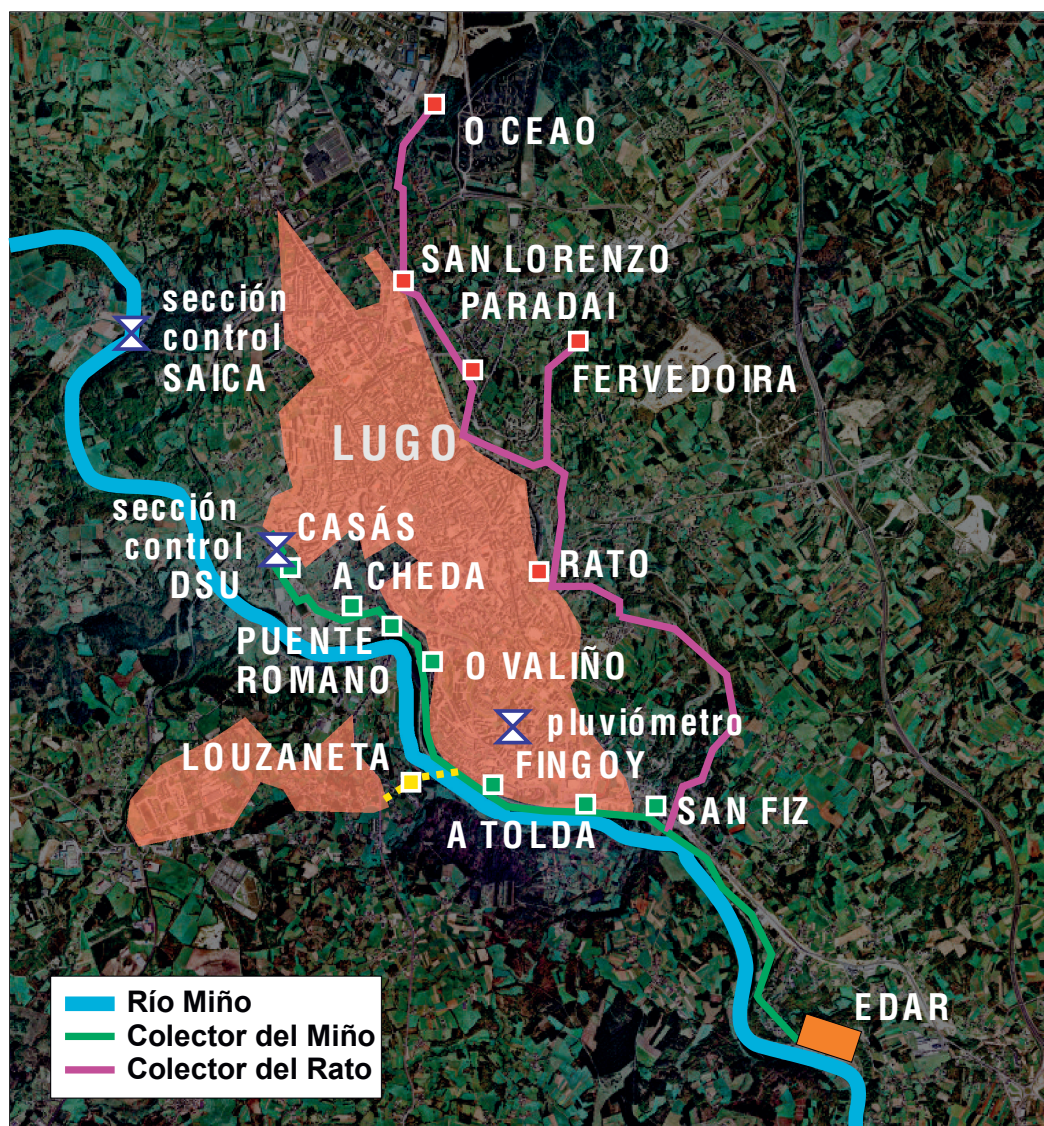 O CEAO
SAN LORENZO
PARADAI
FERVEDOIRA
sección
control
SAICA
LUGO
sección
control
DSU
CASÁS
A CHEDA
RATO
PUENTE
ROMANO
O VALIÑO
pluviómetro
LOUZANETA
FINGOY
A TOLDA
SAN FIZ
EDAR
Río Miño
Colector del Miño
Colector del Rato